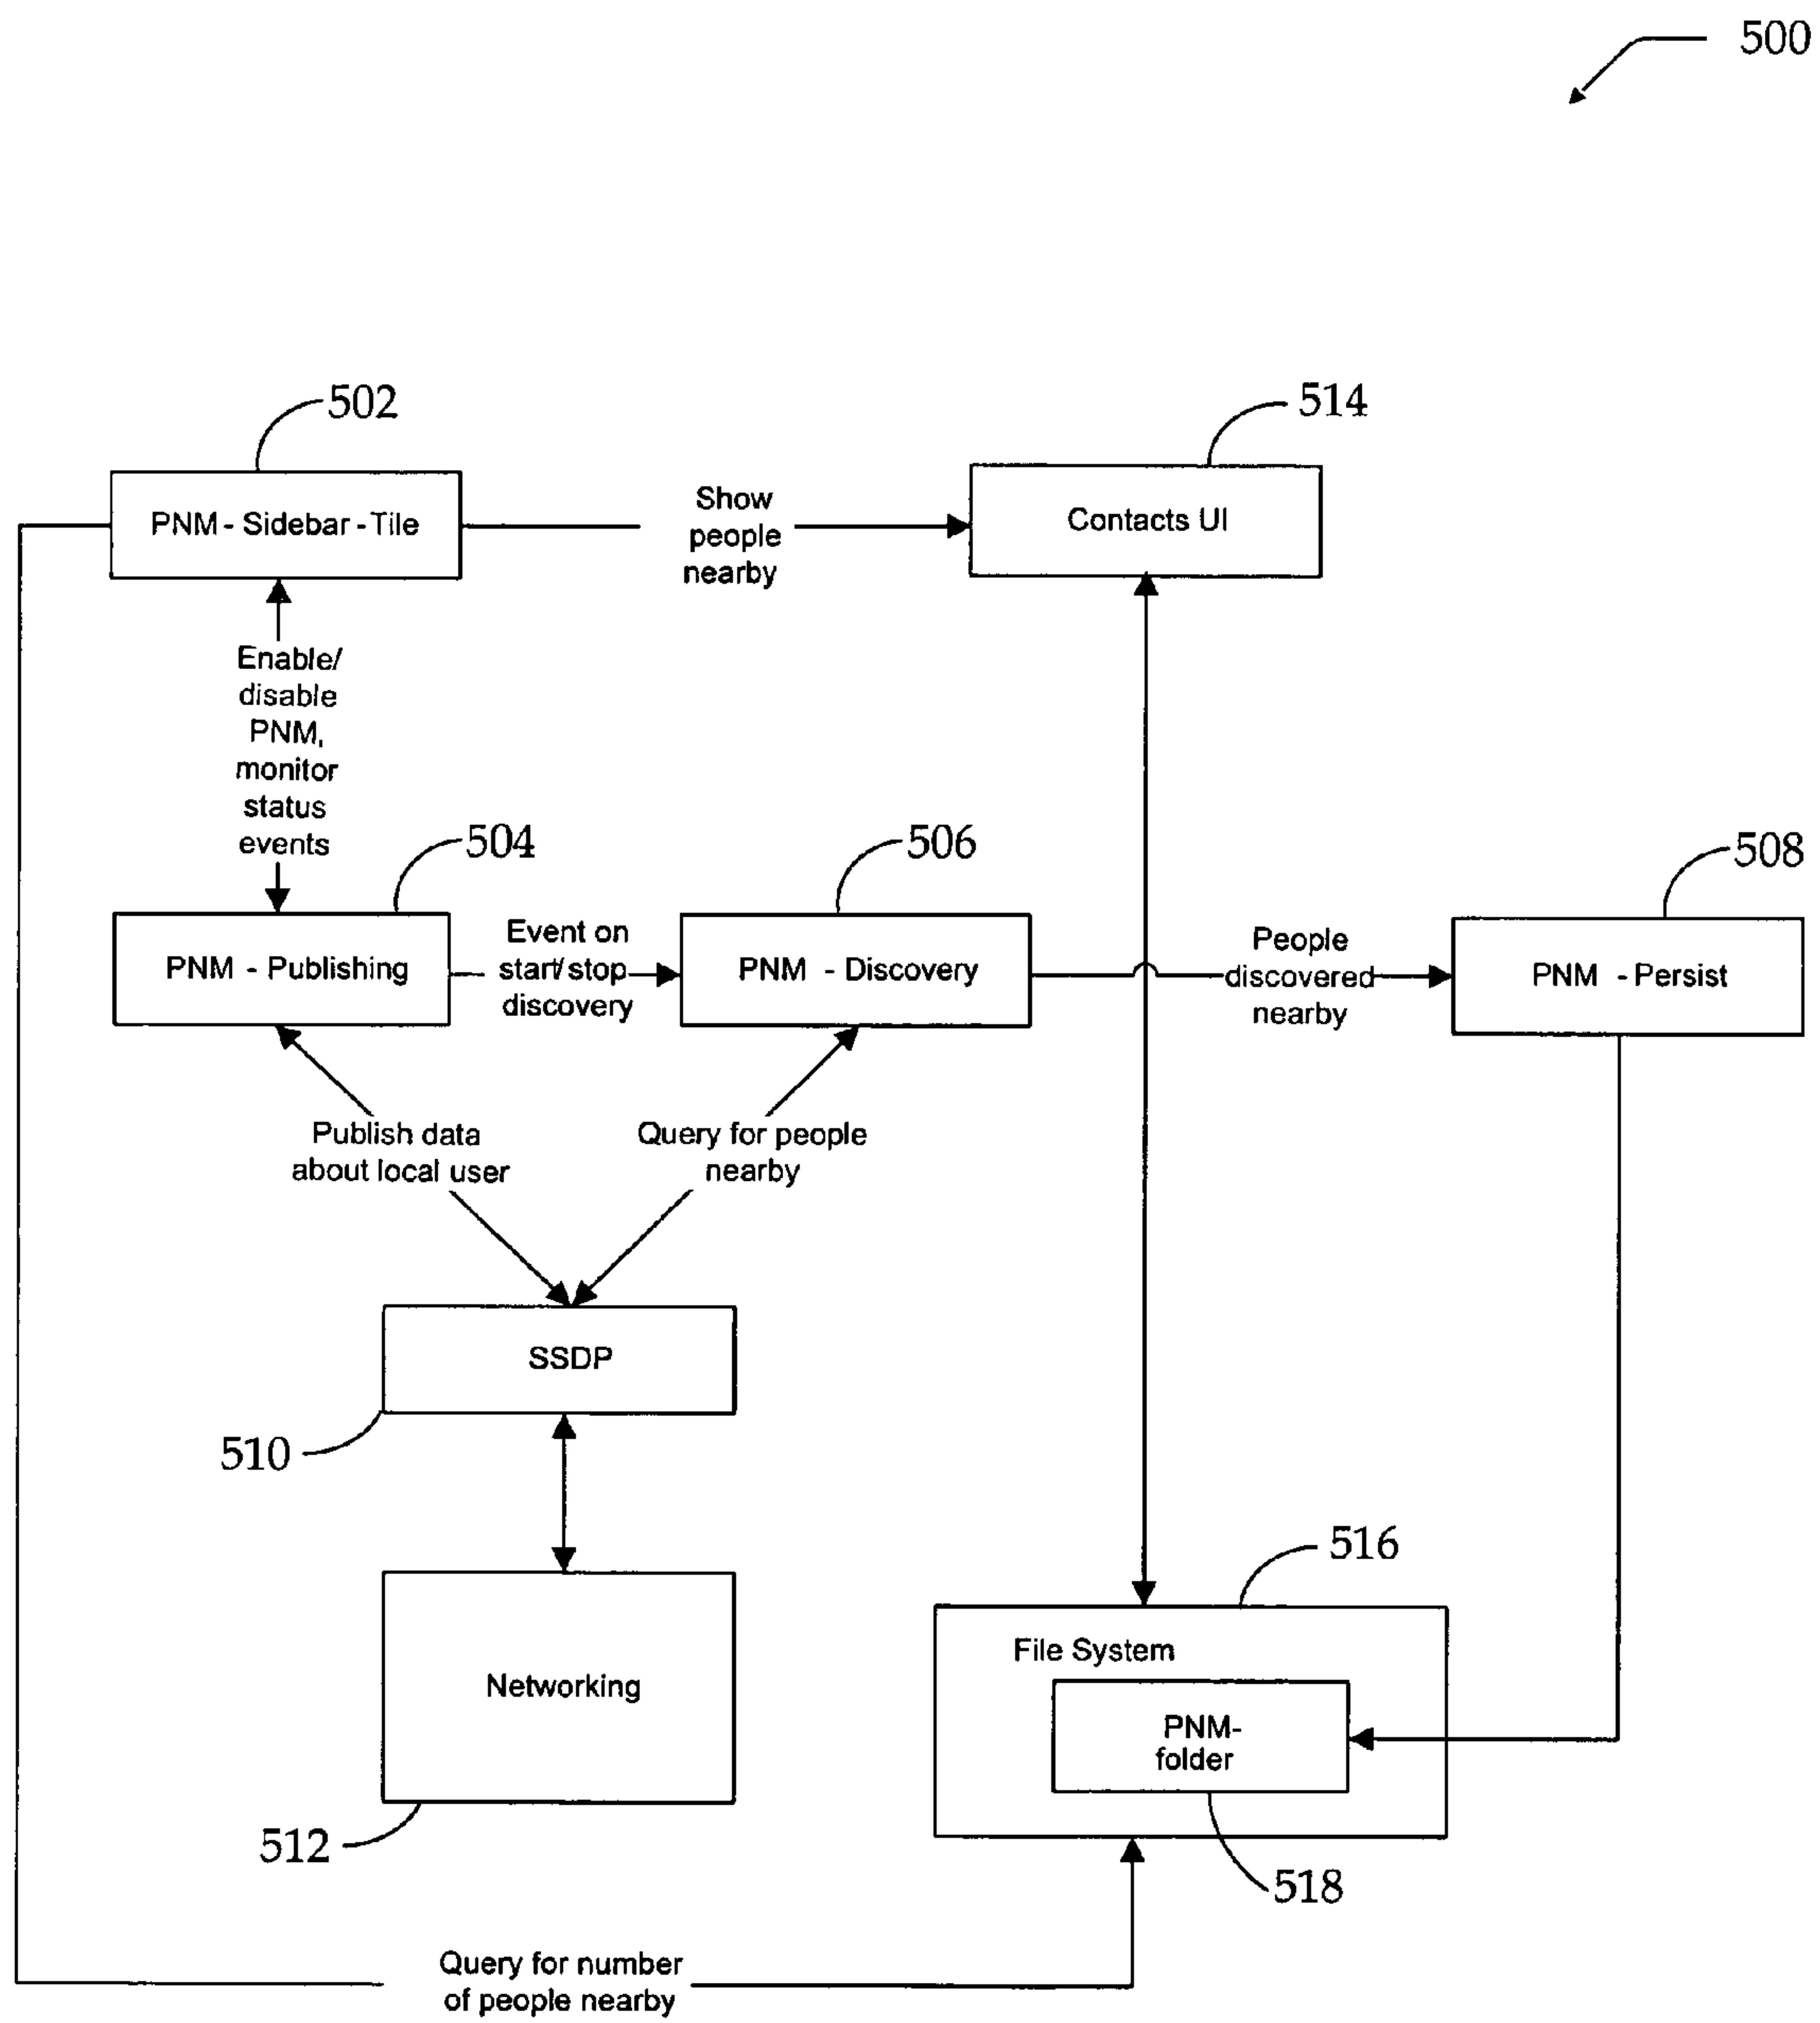 500
502
514
PNM - Sidebar - Tile
Show
people
nearby
Contacts UI
Enable/
disable
PNM,
monitor
status
events
504
506
508
PNM - Publishing
Event on
start/stop
discovery
PNM - Discovery
People
discovered
nearby
PNM - Persist
Publish data
about local user
Query for people
nearby
SSDP
510
516
File System
Networking
PNM-
folder
512
518
Query for number
of people nearby